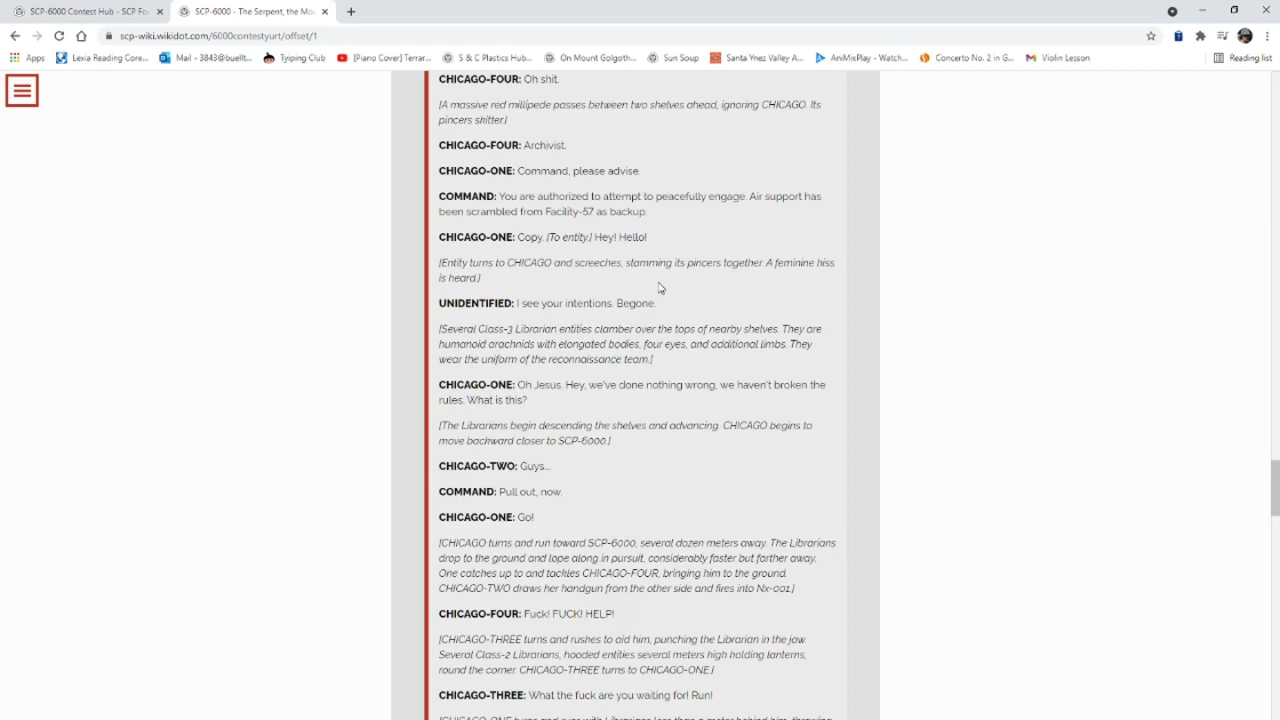 SCP-6000 Contest Hub - SCP Fo
SCP-6000 - The Serpent, the Mo
scp-wiki.wikidot.com/6000contestyurt/offset/1
Apps
Lexia Reading Core...
Mail - 3843@buellt...
Tyiping Club
[Piano Cover] Terrar...
S & C Plastics Hub...
On Mount Golgoth...
Sun Soup
Santa Ynez Valley A...
AniMixPlay - Watch...
Concerto No. 2 in G...
Violin Lesson
Reading list
CHICAGO-FOUR: Oh shit.
[A massive red millipede passes between two shelves ahead, ignoring CHICAGO. Its
pincers skitter.]
CHICAGO-FOUR: Archivist.
CHICAGO-ONE: Command, please advise.
COMMAND: You are authorized to attempt to peacefully engage. Air support has
been scrambled from Facility-57 as backup.
CHICAGO-ONE: Copy. [To entity.] Hey! Hello!
[Entity turns to CHICAGO and screeches, slamming its pincers together. A feminine hiss
is heard.]
UNIDENTIFIED: I see your intentions. Begone.
[Several Class-3 Librarian entities clamber over the tops of nearby shelves. They are
humanoid arachnids with elongated bodies, four eyes, and additional limbs. They
wear the uniform of the reconnaissance team.]
CHICAGO-ONE: Oh Jesus. Hey, we've done nothing wrong, we haven't broken the
rules. What is this?
[The Librarians begin descending the shelves and advancing. CHICAGO begins to
move backward closer to SCP-6000.]
CHICAGO-TWO: Guys...
COMMAND: Pull out, now.
CHICAGO-ONE: Go!
[CHICAGO turns and run toward SCP-6000, several dozen meters away. The Librarians
drop to the ground and lope along in pursuit, considerably faster but farther away.
One catches up to and tackles CHICAGO-FOUR, bringing him to the ground.
CHICAGO-TWO draws her handgun from the other side and fires into Nx-001.]
CHICAGO-FOUR: Fuck! FUCK! HELP!
[CHICAGO-THREE turns and rushes to aid him, punching the Librarian in the jaw.
Several Class-2 Librarians, hooded entities several meters high holding lanterns,
round the corner. CHICAGO-THREE turns to CHICAGO-ONE.]
CHICAGO-THREE: What the fuck are you waiting for! Run!
[CHICAGO-ONE turns and runs with Librarians less than a meter behind him, throwing